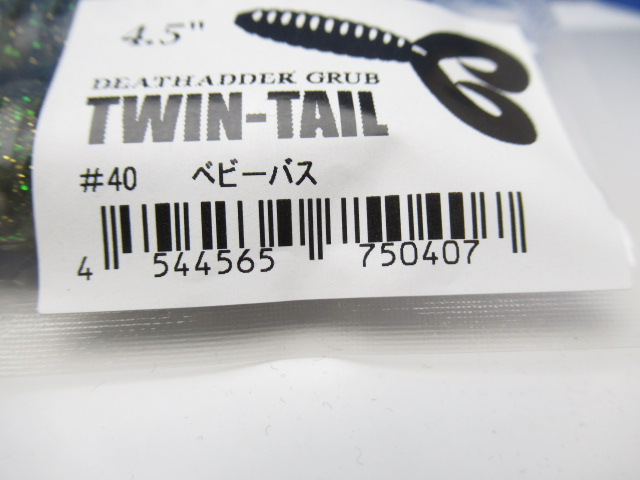 4.5"
DEATHADDER GRUB
TWIN-TAIL
#40 ベビーバス
4 544565 750407